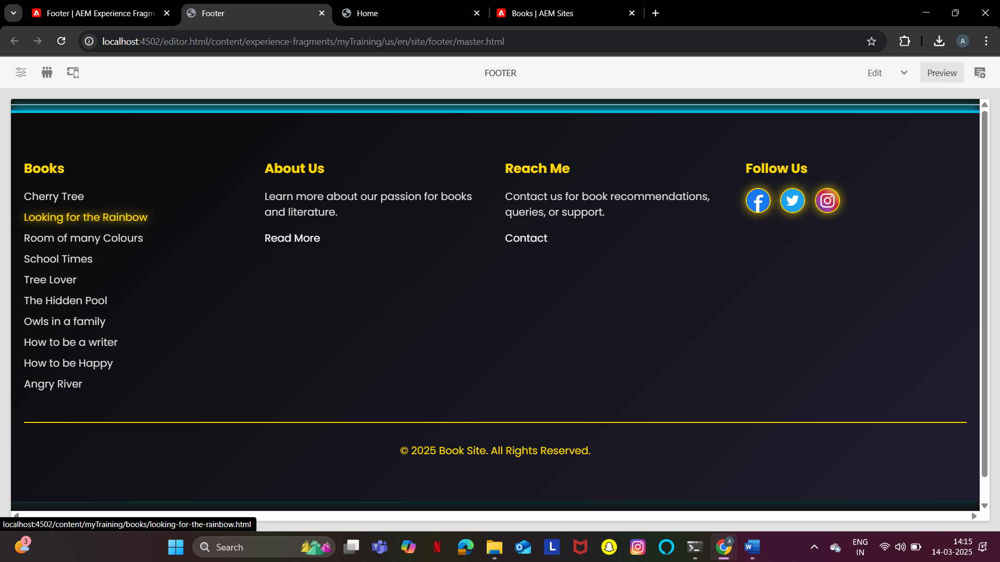 Footer | AEM Experience Fragm
Footer
Home
Books | AEM Sites
localhost:4502/editor.html/content/experience-fragments/myTraining/us/en/site/footer/master.html
A
FOOTER
Edit
Preview
Books
Cherry Tree
Looking for the Rainbow
Room of many Colours
School Times
Tree Lover
The Hidden Pool
Owls in a family
How to be a writer
How to be Happy
Angry River
About Us
Learn more about our passion for books
and literature.
Read More
Reach Me
Contact us for book recommendations,
queries, or support.
Contact
Follow Us
© 2025 Book Site. All Rights Reserved.
localhost:4502/content/myTraining/books/looking-for-the-rainbow.html
3
Search
N
L
A
W
ENG
IN
14:15
14-03-2025